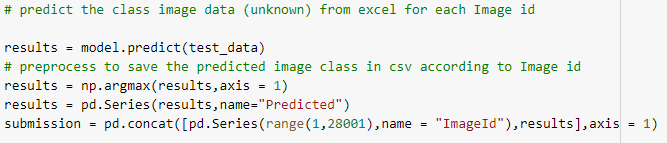 # predict the class image data (unknown) from excel for each Image id
results = model.predict(test_data)
# preprocess to save the predicted image class in csv according to Image id
results = np.argmax(results,axis = 1)
results = pd.Series(results,name="Predicted")
submission = pd.concat([pd.Series(range(1,28001),name = "ImageId"),results],axis = 1)